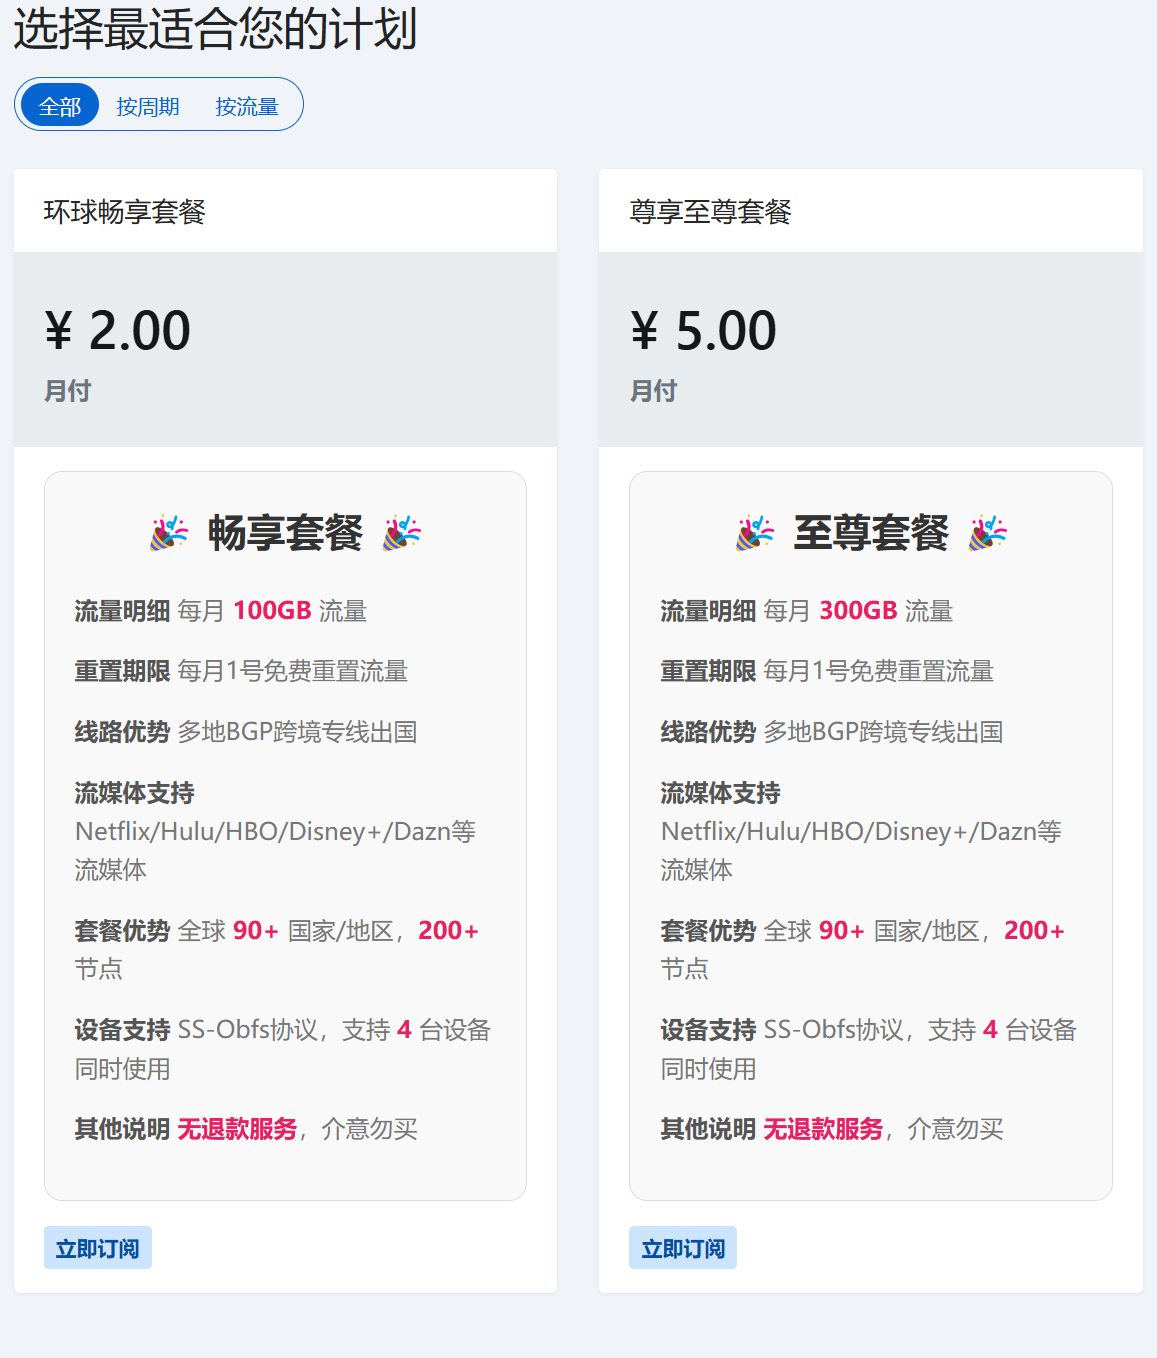 选择最适合您的计划
全部 按周期 按流量
环球畅享套餐
¥ 2.00
月付
🎉 畅享套餐 🎉
流量明细 每月 100GB 流量
重置期限 每月1号免费重置流量
线路优势 多地BGP跨境专线出国
流媒体支持
Netflix/Hulu/HBO/Disney+/Dazn等
流媒体
套餐优势 全球 90+ 国家/地区，200+
节点
设备支持 SS-Obfs协议，支持 4 台设备
同时使用
其他说明 无退款服务，介意勿买
立即订阅
尊享至尊套餐
¥ 5.00
月付
🎉 至尊套餐 🎉
流量明细 每月 300GB 流量
重置期限 每月1号免费重置流量
线路优势 多地BGP跨境专线出国
流媒体支持
Netflix/Hulu/HBO/Disney+/Dazn等
流媒体
套餐优势 全球 90+ 国家/地区，200+
节点
设备支持 SS-Obfs协议，支持 4 台设备
同时使用
其他说明 无退款服务，介意勿买
立即订阅